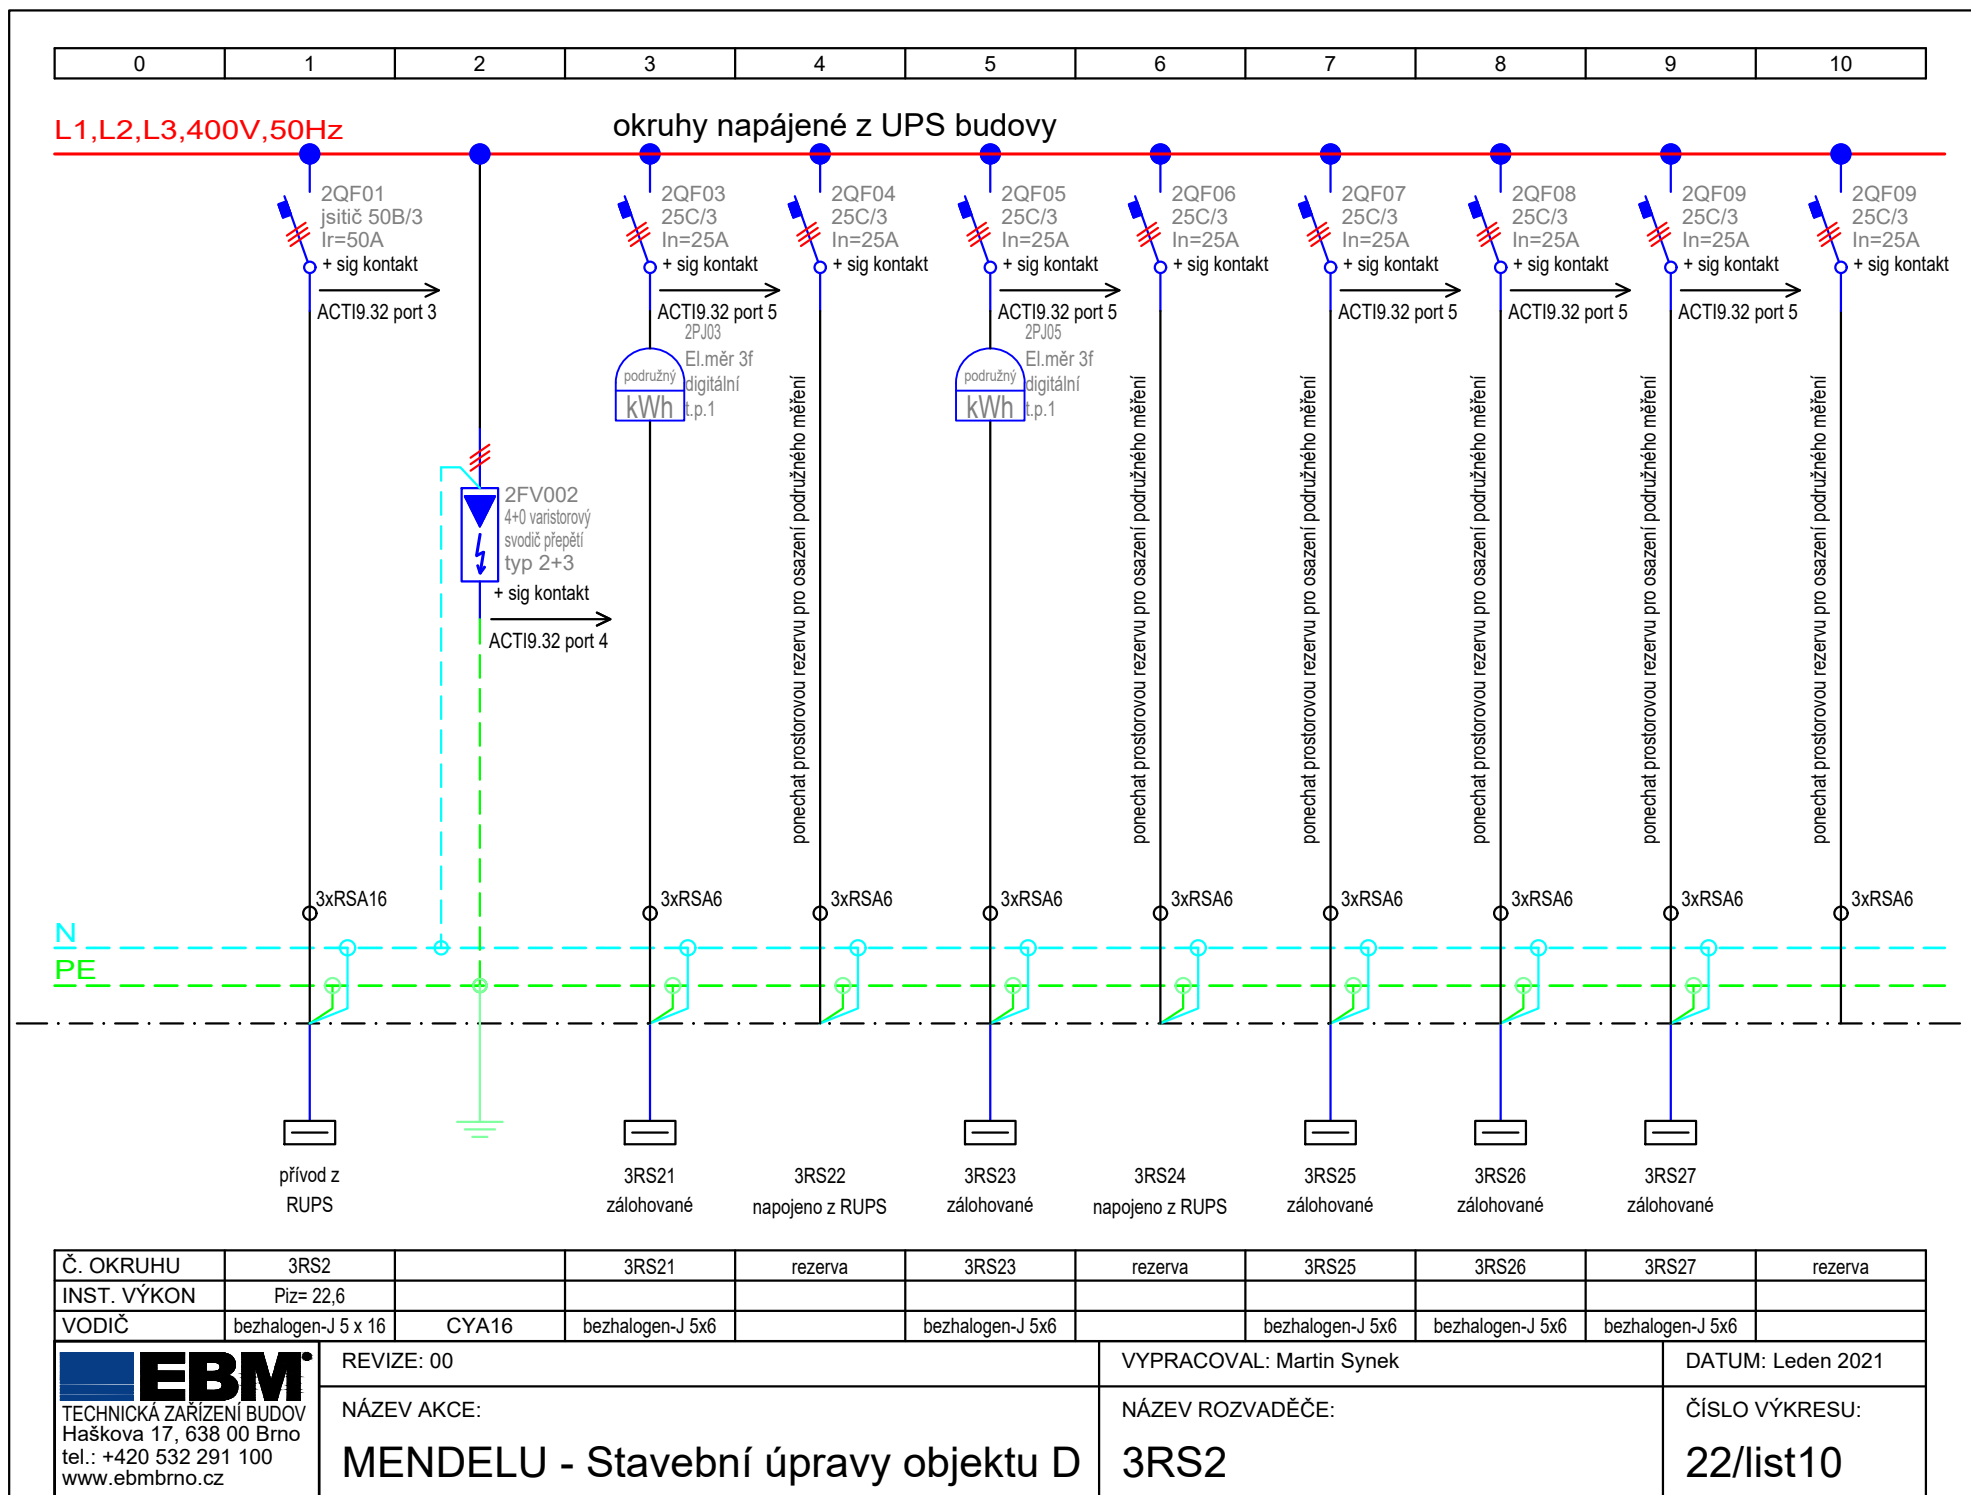 0 1 2 3 4 5 6 7 8 9 10
L1,L2,L3,400V,50Hz
okruhy napájené z UPS budovy
2QF01
jsitič 50B/3
Ir=50A
+ sig kontakt
ACTI9.32 port 3
2FV002
4+0 varistorový
svodič přepětí
typ 2+3
+ sig kontakt
ACTI9.32 port 4
2QF03
25C/3
In=25A
+ sig kontakt
ACTI9.32 port 5
2PJ03
El.měr 3f
digitální
t.p.1
podružný
kWh
2QF04
25C/3
In=25A
+ sig kontakt
ponechat prostorovou rezervu pro osazení podružného měření
2QF05
25C/3
In=25A
+ sig kontakt
ACTI9.32 port 5
2PJ05
El.měr 3f
digitální
t.p.1
podružný
kWh
2QF06
25C/3
In=25A
+ sig kontakt
ponechat prostorovou rezervu pro osazení podružného měření
2QF07
25C/3
In=25A
+ sig kontakt
ACTI9.32 port 5
ponechat prostorovou rezervu pro osazení podružného měření
2QF08
25C/3
In=25A
+ sig kontakt
ACTI9.32 port 5
ponechat prostorovou rezervu pro osazení podružného měření
2QF09
25C/3
In=25A
+ sig kontakt
ACTI9.32 port 5
ponechat prostorovou rezervu pro osazení podružného měření
2QF09
25C/3
In=25A
+ sig kontakt
ponechat prostorovou rezervu pro osazení podružného měření
3xRSA16 3xRSA6 3xRSA6 3xRSA6 3xRSA6 3xRSA6 3xRSA6 3xRSA6 3xRSA6
N
PE
přívod z
RUPS
3RS21
zálohované
3RS22
napojeno z RUPS
3RS23
zálohované
3RS24
napojeno z RUPS
3RS25
zálohované
3RS26
zálohované
3RS27
zálohované
Č. OKRUHU 3RS2 3RS21 rezerva 3RS23 rezerva 3RS25 3RS26 3RS27 rezerva
INST. VÝKON Piz= 22,6
VODIČ bezhalogen-J 5 x 16 CYA16 bezhalogen-J 5x6 bezhalogen-J 5x6 bezhalogen-J 5x6 bezhalogen-J 5x6 bezhalogen-J 5x6
EBM
TECHNICKÁ ZAŘÍZENÍ BUDOV
Haškova 17, 638 00 Brno
tel.: +420 532 291 100
www.ebmbrno.cz
REVIZE: 00
VYPRACOVAL: Martin Synek
DATUM: Leden 2021
NÁZEV AKCE:
MENDELU - Stavební úpravy objektu D
NÁZEV ROZVADĚČE:
3RS2
ČÍSLO VÝKRESU:
22/list10